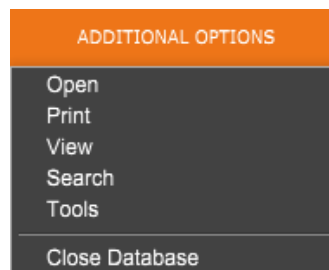 ADDITIONAL OPTIONS
Open
Print
View
Search
Tools
Close Database